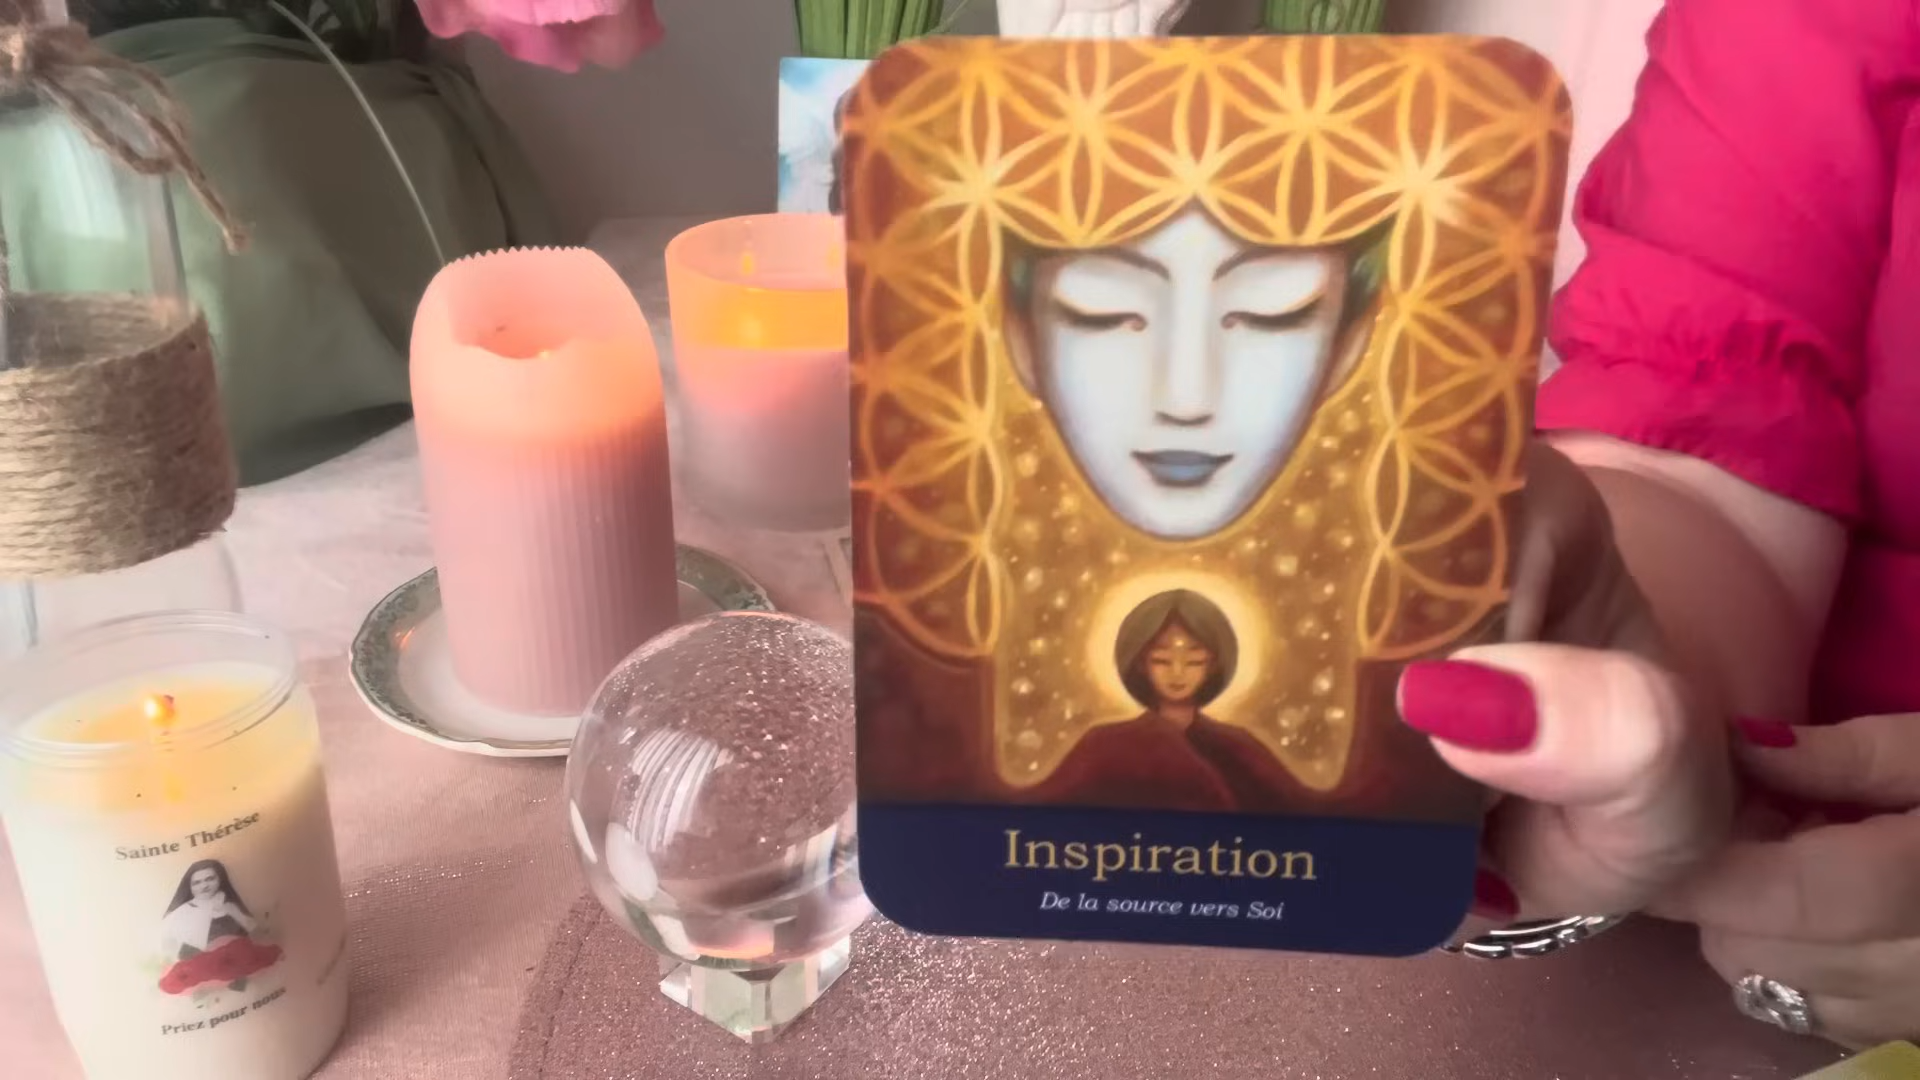 Sainte Thérèse
Priez pour nous
Inspiration
De la source vers Soi